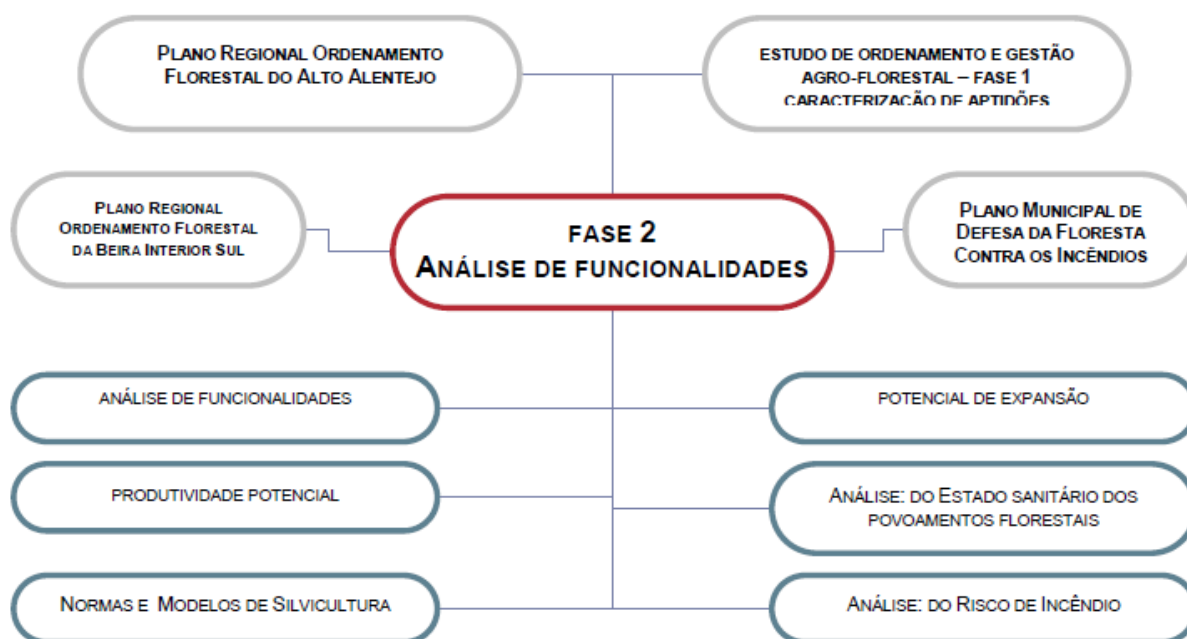 PLANO REGIONAL ORDENAMENTO
FLORESTAL DO ALTO ALENTEJO
ESTUDO DE ORDENAMENTO E GESTÃO
AGRO-FLORESTAL – FASE 1
CARACTERIZAÇÃO DE APTIDÕES
PLANO REGIONAL
ORDENAMENTO FLORESTAL
DA BEIRA INTERIOR SUL
FASE 2
ANÁLISE DE FUNCIONALIDADES
PLANO MUNICIPAL DE
DEFESA DA FLORESTA
CONTRA OS INCÊNDIOS
ANÁLISE DE FUNCIONALIDADES
POTENCIAL DE EXPANSÃO
PRODUTIVIDADE POTENCIAL
ANÁLISE: DO ESTADO SANITÁRIO DOS
POVOAMENTOS FLORESTAIS
NORMAS E MODELOS DE SILVICULTURA
ANÁLISE: DO RISCO DE INCÊNDIO